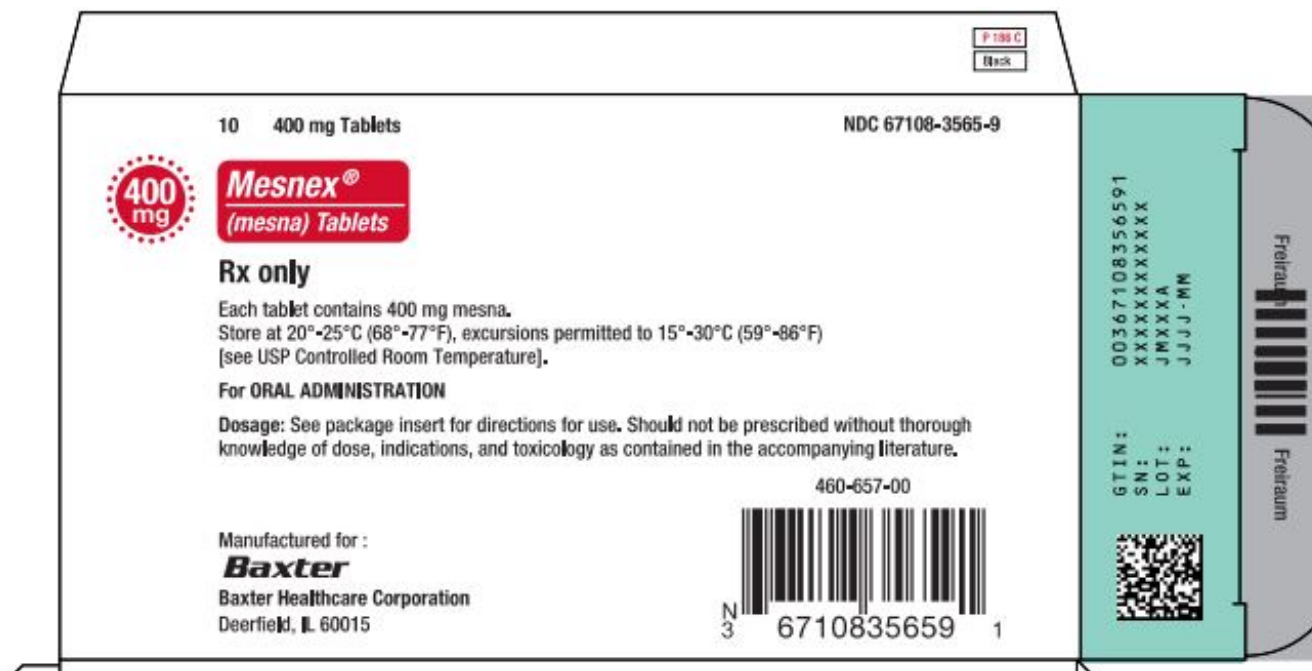 P 186 C
Black
10 400 mg Tablets
NDC 67108-3565-9
400
mg
Mesnex®
(mesna) Tablets
Rx only
Each tablet contains 400 mg mesna.
Store at 20°-25°C (68°-77°F), excursions permitted to 15°-30°C (59°-86°F)
[see USP Controlled Room Temperature].
For ORAL ADMINISTRATION
Dosage: See package insert for directions for use. Should not be prescribed without thorough
knowledge of dose, indications, and toxicology as contained in the accompanying literature.
460-657-00
N
3 6710835659 1
Manufactured for :
Baxter
Baxter Healthcare Corporation
Deerfield, IL 60015
GTIN: 00367108356591
SN: XXXXXXXXXXXX
LOT: JMXXXA
EXP: JJJJ-MM
Freiraum
Freiraum